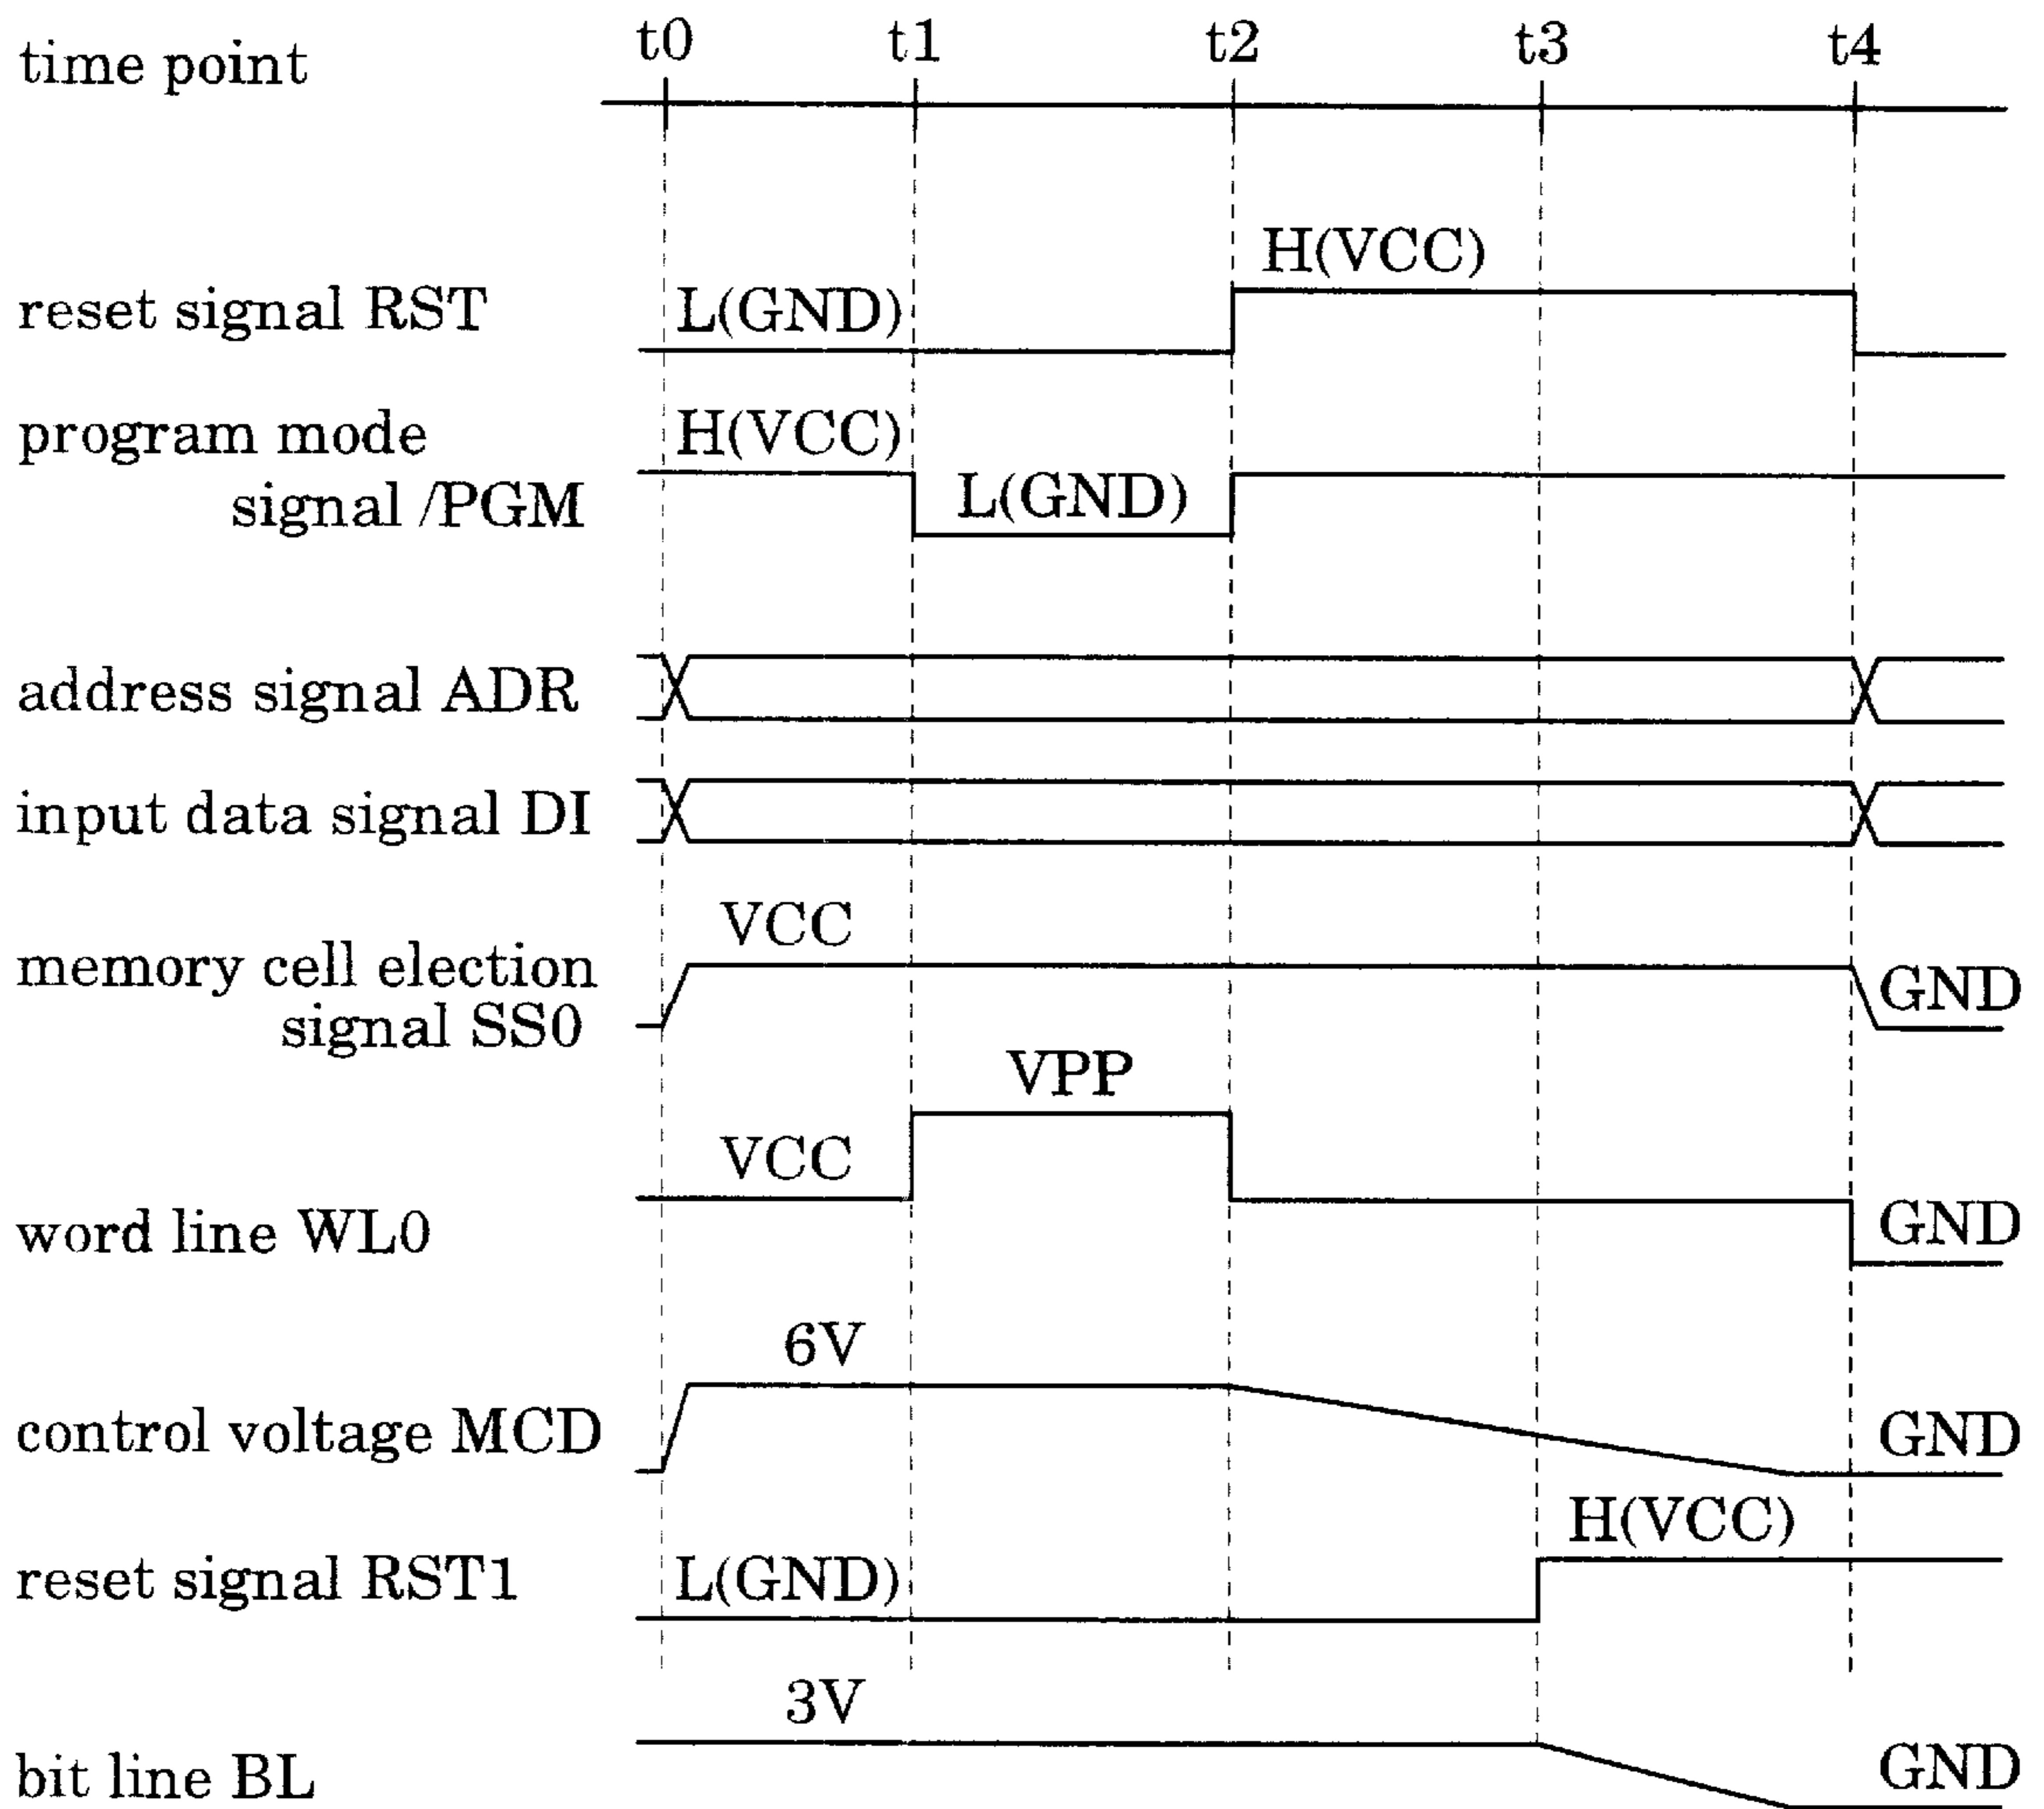 time point
t0 t1 t2 t3 t4
H(VCC)
reset signal RST L(GND)
program mode H(VCC)
signal /PGM L(GND)
address signal ADR
input data signal DI
VCC
memory cell election GND
signal SS0
VPP
VCC
word line WL0 GND
6V
control voltage MCD GND
H(VCC)
reset signal RST1 L(GND)
3V
bit line BL GND